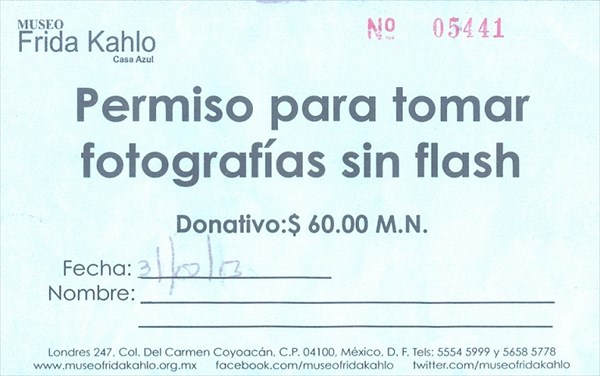 MUSEO
Frida Kahlo
Casa Azul
Nº 05441
Permiso para tomar
fotografías sin flash
Donativo:$ 60.00 M.N.
Fecha: 3/10/13
Nombre:
Londres 247, Col. Del Carmen Coyoacán, C.P. 04100, México, D. F. Tels: 5554 5999 y 5658 5778
www.museofridakahlo.org.mx facebook.com/museofridakahlo twitter.com/museofridakahlo